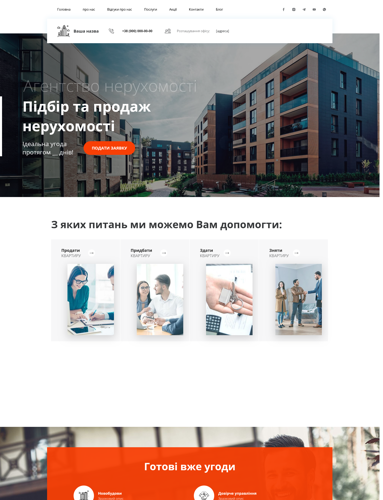 Головна Про нас Відгуки про нас Послуги Акції Контакти Блог
Ваша назва
+38 (000) 000-00-00
Розташування офісу
[адреса]
Агентство нерухомості
Підбір та продаж
нерухомості
Ідеальна угода
протягом __ днів!
ПОДАТИ ЗАЯВКУ
З яких питань ми можемо Вам допомогти:
Продати
КВАРТИРУ
Придбати
КВАРТИРУ
Здати
КВАРТИРУ
Зняти
КВАРТИРУ
Готові вже угоди
Новобудови
Довірче управління